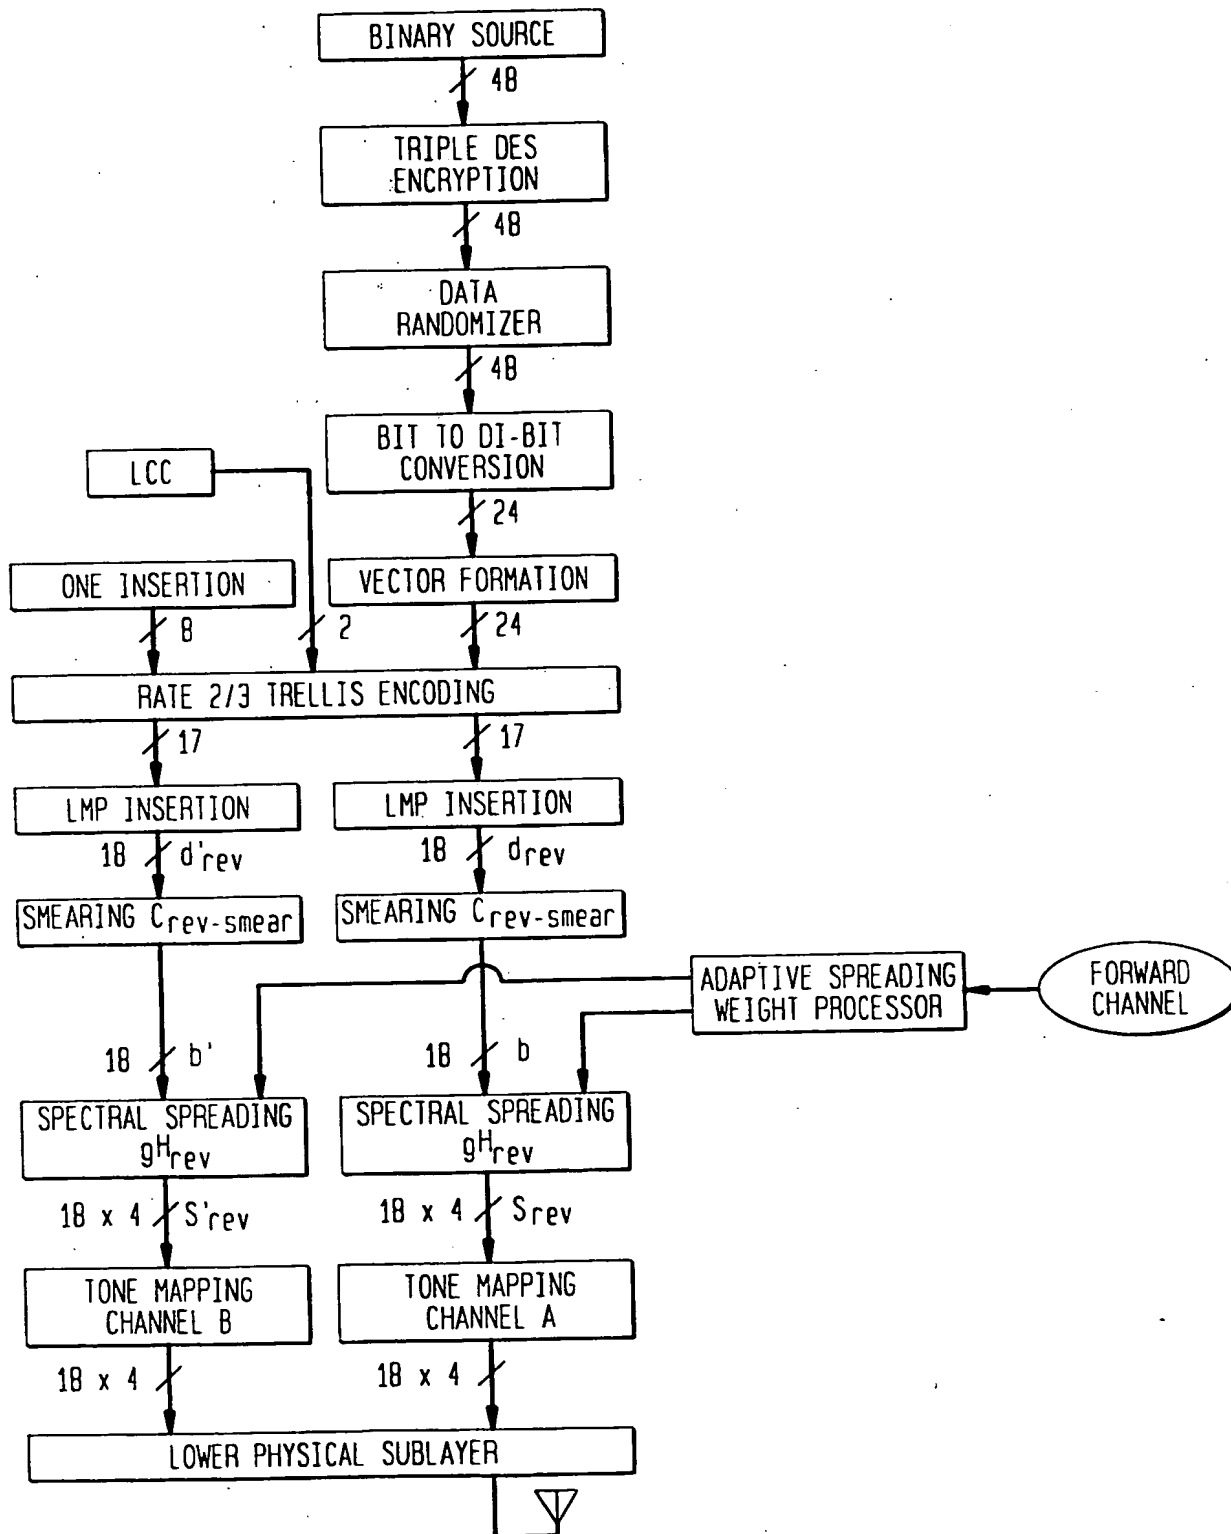 BINARY SOURCE
48
TRIPLE DES
ENCRYPTION
48
DATA
RANDOMIZER
48
BIT TO DI-BIT
CONVERSION
LCC
24
ONE INSERTION
VECTOR FORMATION
8
2
24
RATE 2/3 TRELLIS ENCODING
17
17
LMP INSERTION
LMP INSERTION
18 d'rev
18 drev
SMEARING Crev-smear
SMEARING Crev-smear
ADAPTIVE SPREADING
WEIGHT PROCESSOR
FORWARD
CHANNEL
18 b'
18 b
SPECTRAL SPREADING
gHrev
SPECTRAL SPREADING
gHrev
18 x 4 S'rev
18 x 4 Srev
TONE MAPPING
CHANNEL B
TONE MAPPING
CHANNEL A
18 x 4
18 x 4
LOWER PHYSICAL SUBLAYER